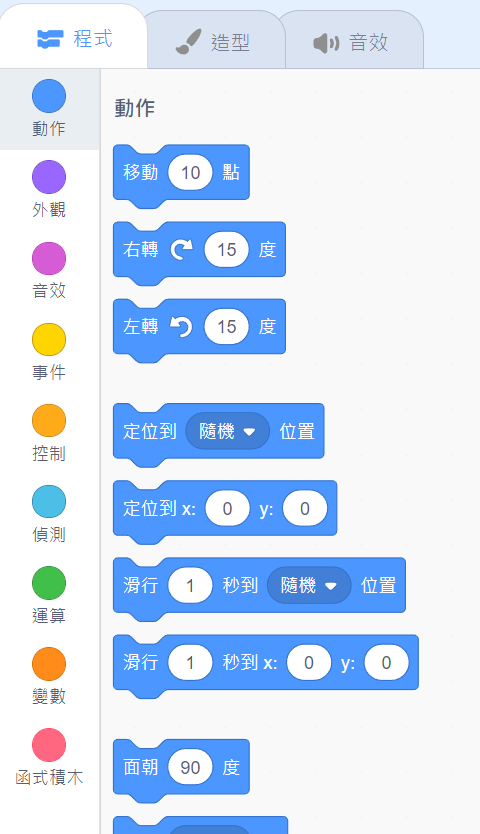 程式
造型
音效
動作
外觀
音效
事件
控制
偵測
運算
變數
函式積木
動作
移動 10 點
右轉 15 度
左轉 15 度
定位到 隨機 位置
定位到 x: 0 y: 0
滑行 1 秒到 隨機 位置
滑行 1 秒到 x: 0 y: 0
面朝 90 度